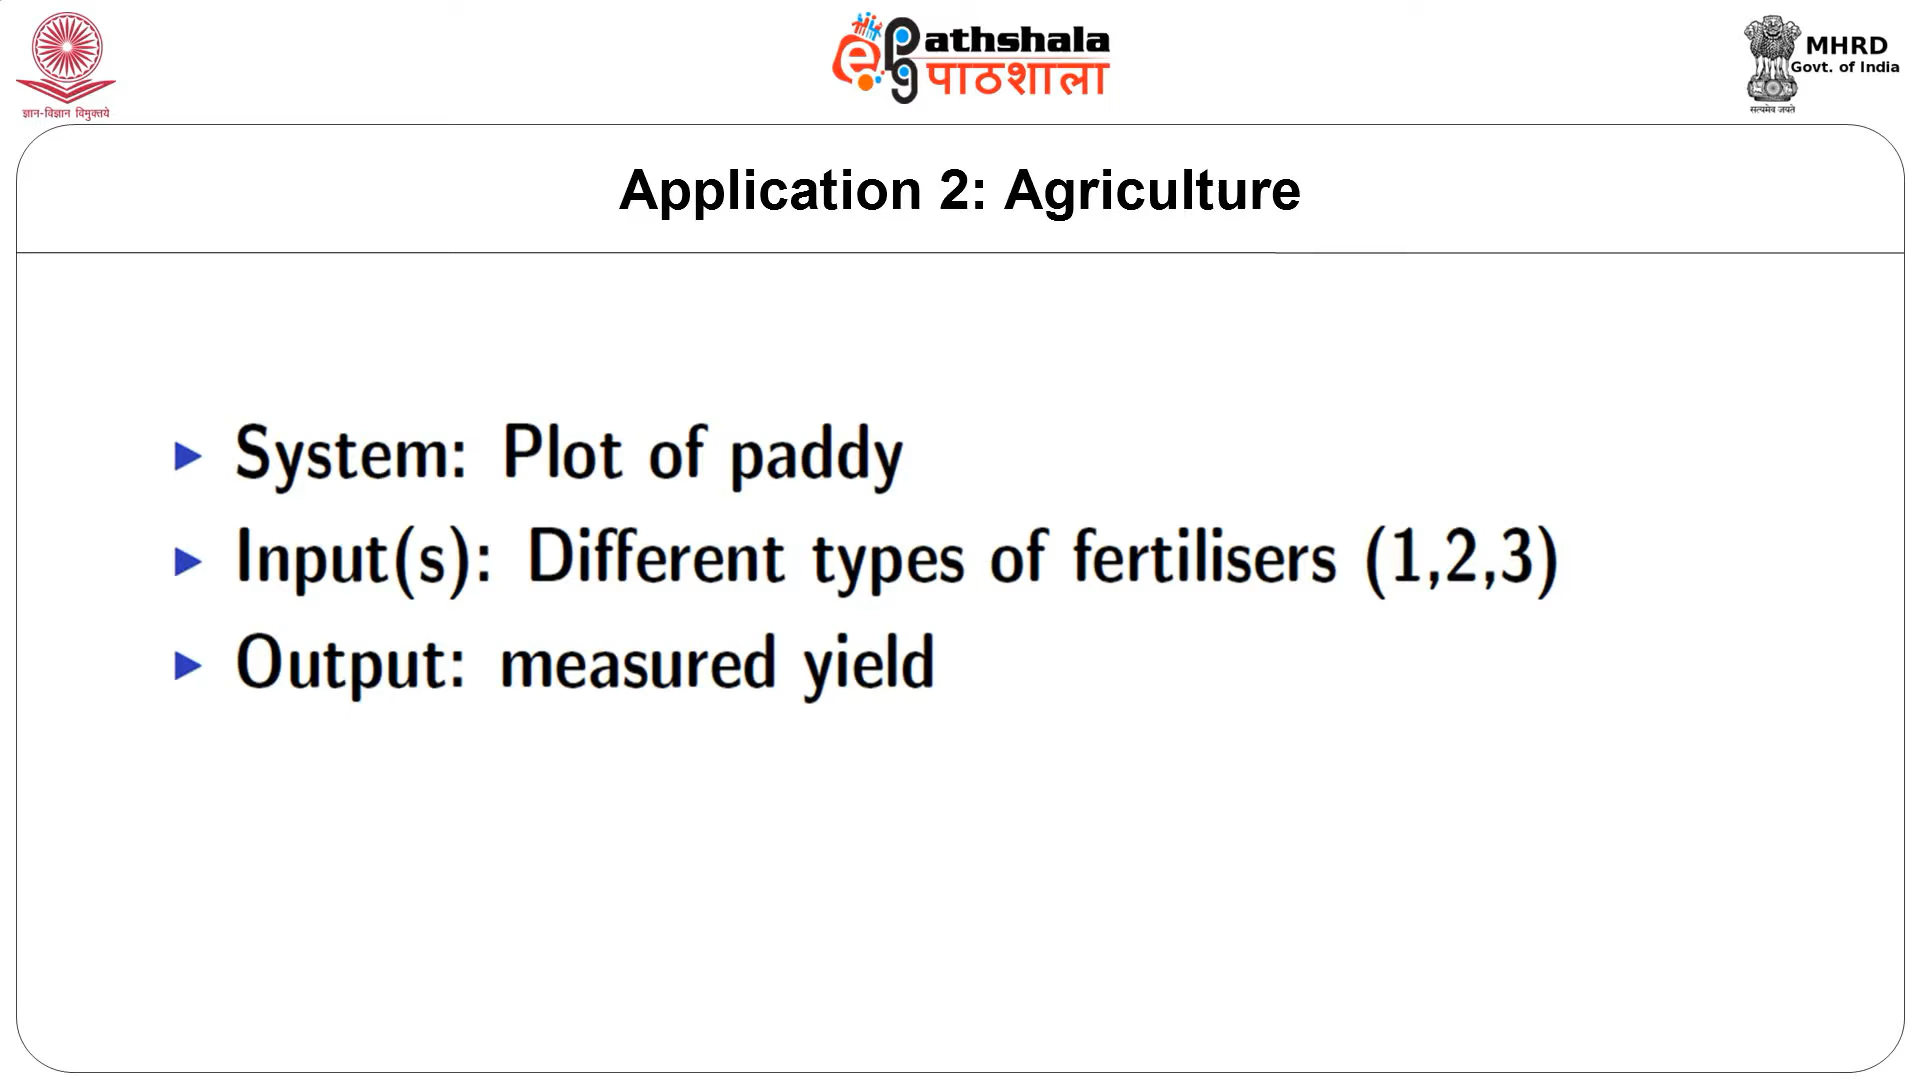 ज्ञान-विज्ञान विमुक्तये
ePG Pathshala
पाठशाला
MHRD
Govt. of India
सत्यमेव जयते
Application 2: Agriculture
System: Plot of paddy
Input(s): Different types of fertilisers (1,2,3)
Output: measured yield